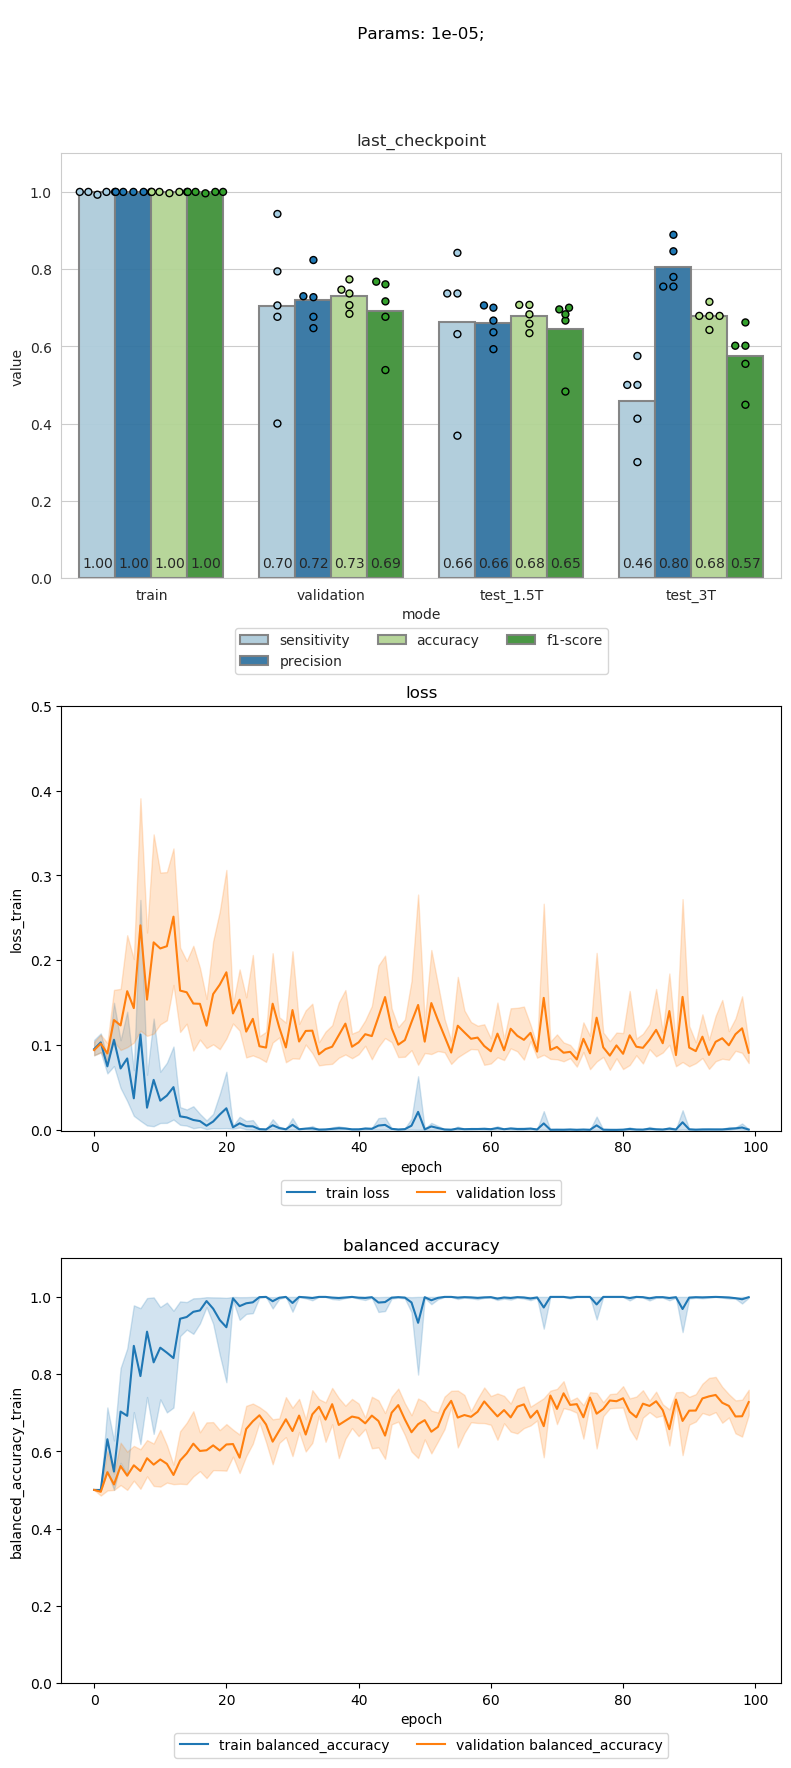 Params: 1e-05;
last_checkpoint
value
1.0
0.8
0.6
0.4
0.2
0.0
1.00 1.00 1.00 1.00 0.70 0.72 0.73 0.69 0.66 0.66 0.68 0.65 0.46 0.80 0.68 0.57
train validation test_1.5T test_3T
mode
sensitivity accuracy f1-score
precision
loss
loss_train
0.5
0.4
0.3
0.2
0.1
0.0
0 20 40 60 80 100
epoch
train loss validation loss
balanced accuracy
balanced_accuracy_train
1.0
0.8
0.6
0.4
0.2
0.0
0 20 40 60 80 100
epoch
train balanced_accuracy validation balanced_accuracy